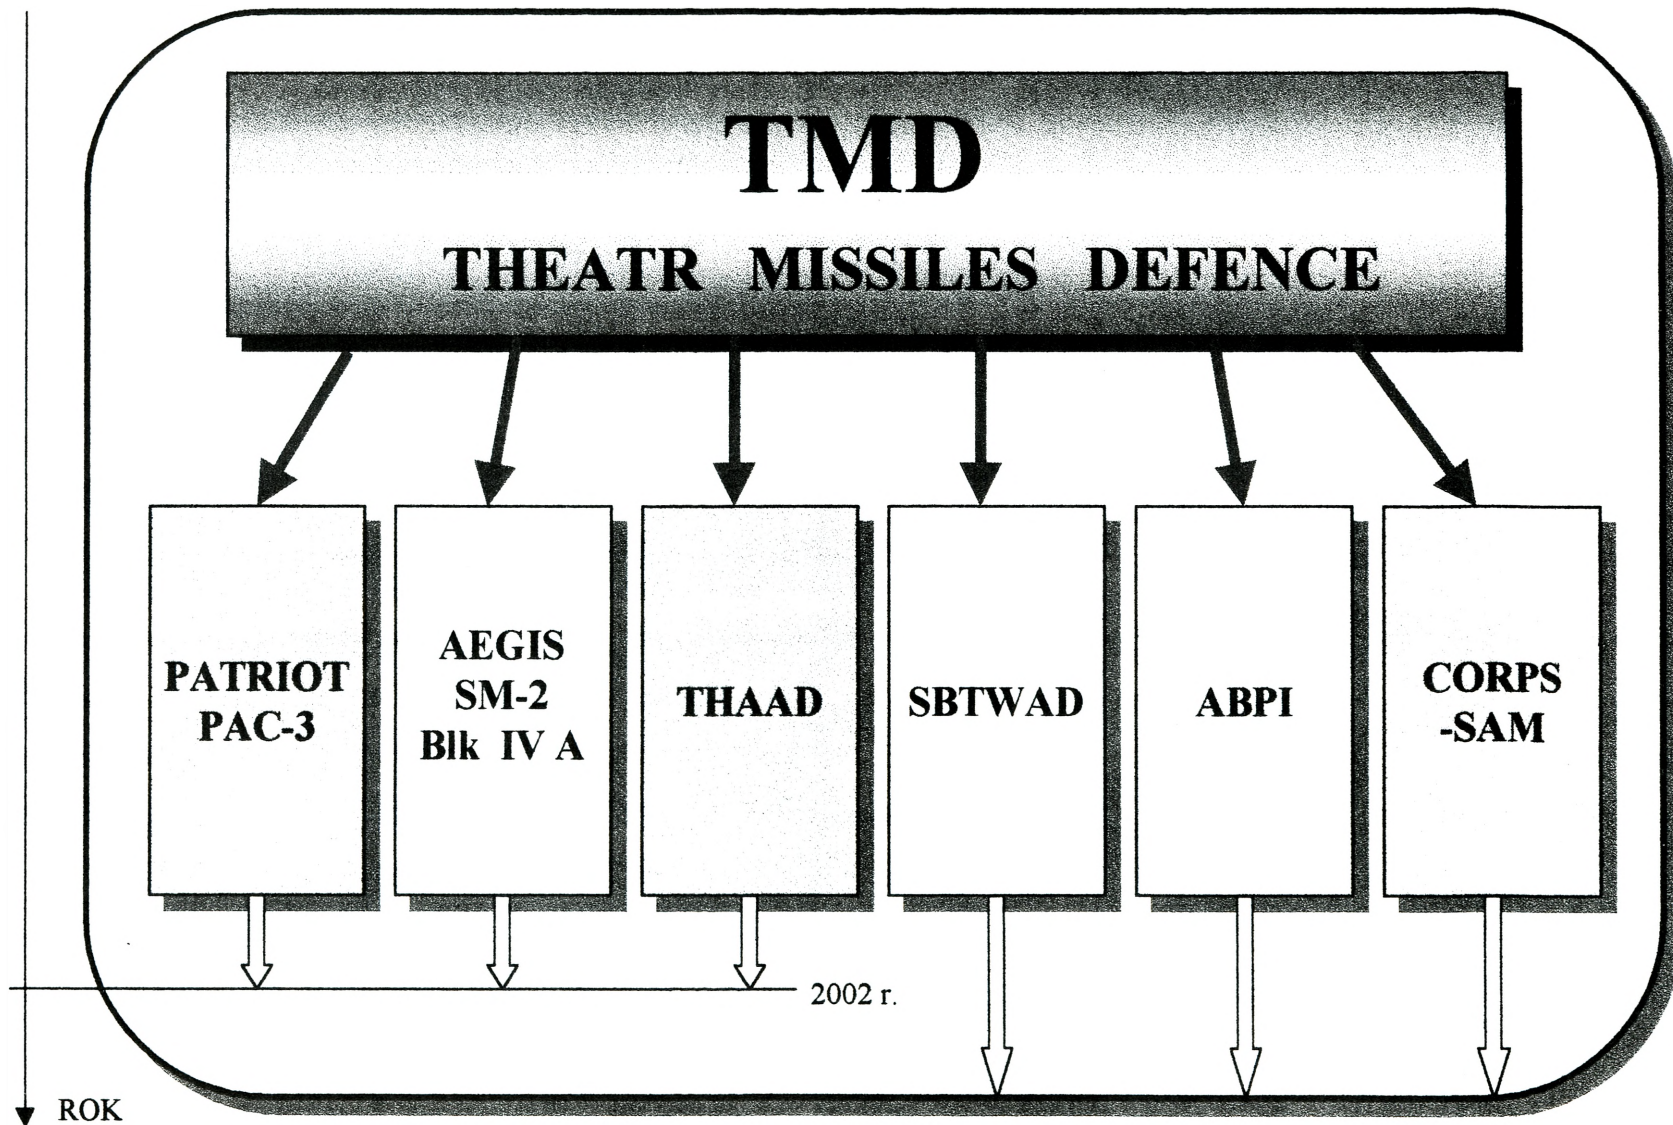 TMD
THEATR MISSILES DEFENCE
PATRIOT
PAC-3
AEGIS
SM-2
Blk IV A
THAAD
SBTWAD
ABPI
CORPS
-SAM
2002 r.
ROK